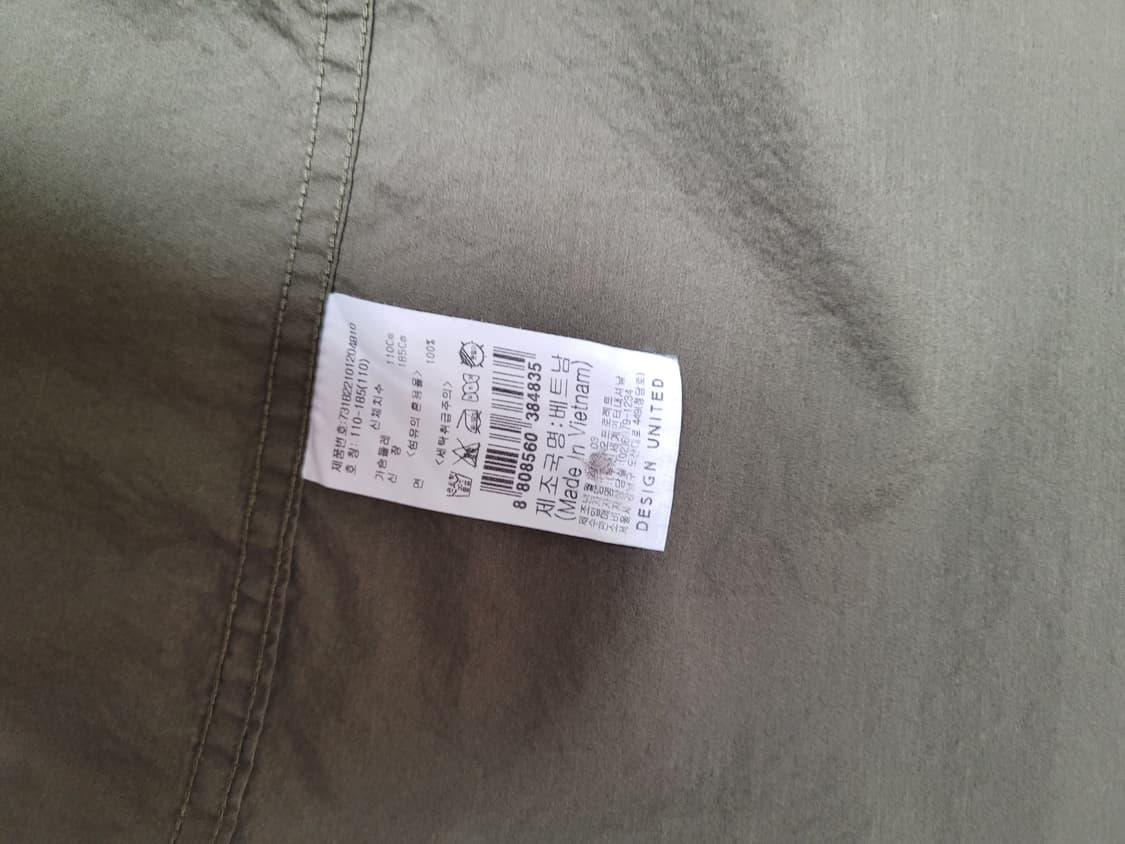 제품번호:731B22101204810
호 칭: 110-185(110)
신체치수
가슴둘레 110Cm
신 장 185Cm
<섬유의 혼용율>
면 100%
<세탁취급주의>
8 808560 384835
제조국명:베트남
(Made in Vietnam)
DESIGN UNITED